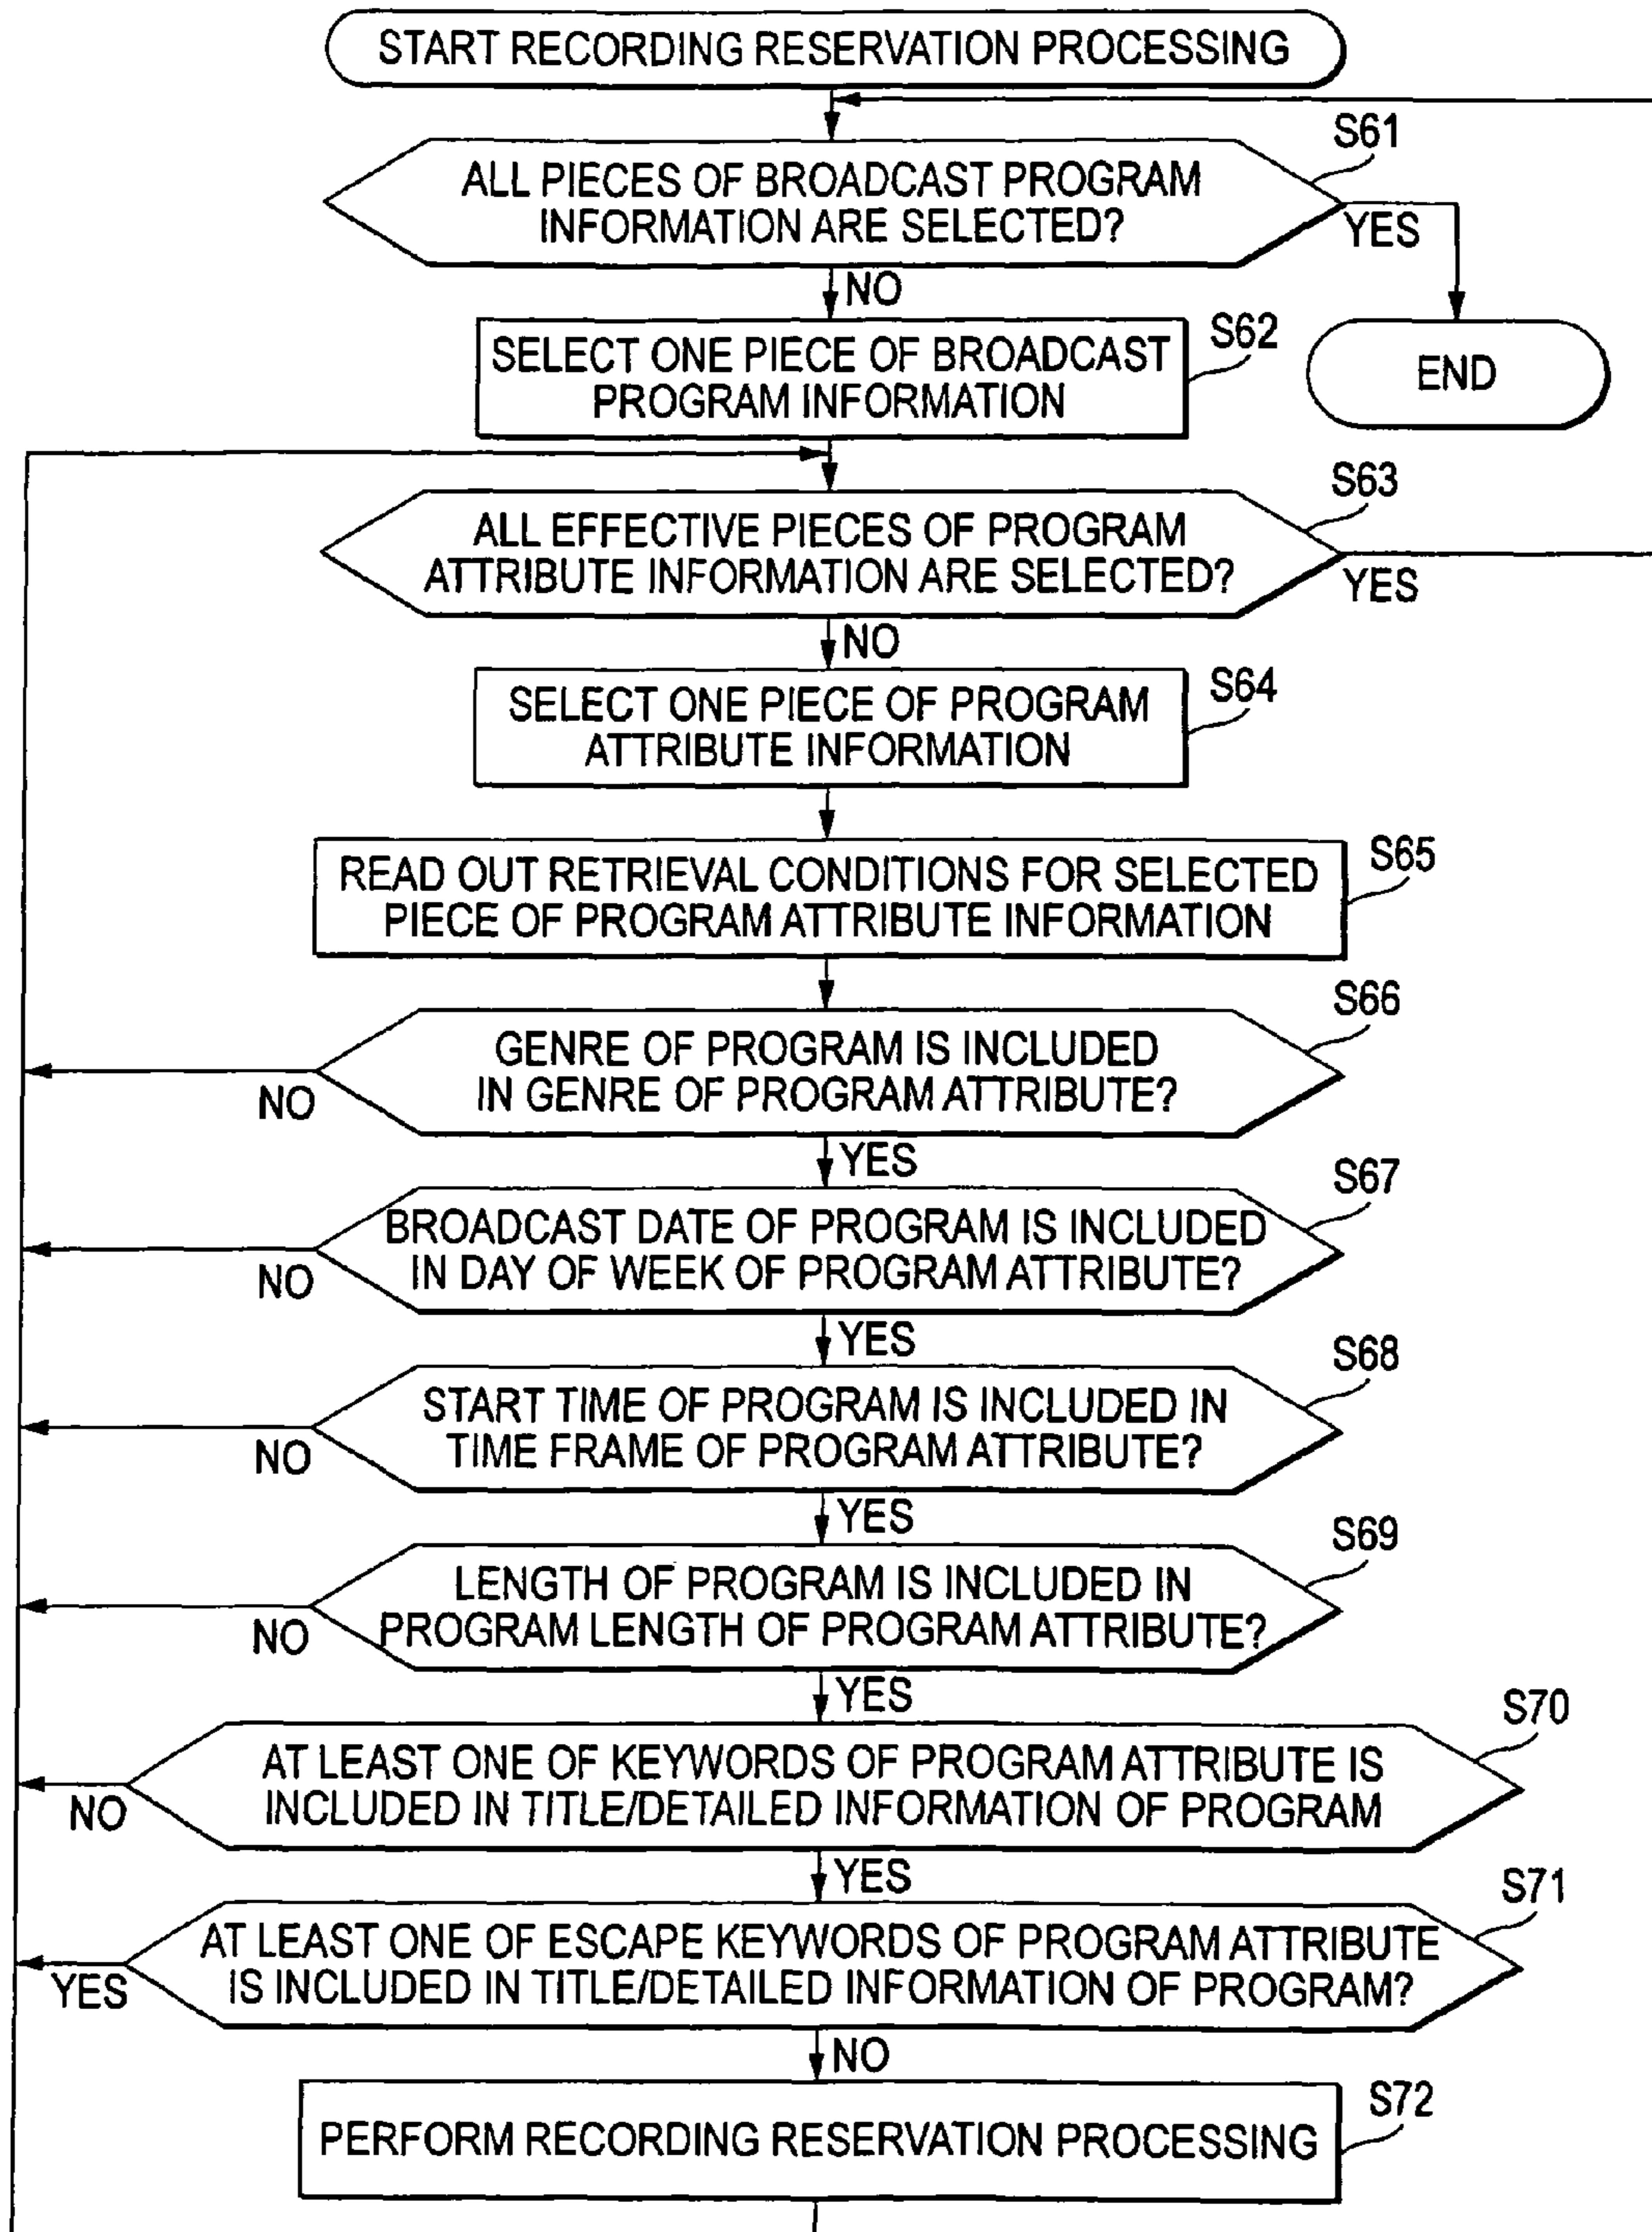 START RECORDING RESERVATION PROCESSING
S61
ALL PIECES OF BROADCAST PROGRAM
INFORMATION ARE SELECTED?
YES
NO
S62
SELECT ONE PIECE OF BROADCAST
PROGRAM INFORMATION
END
S63
ALL EFFECTIVE PIECES OF PROGRAM
ATTRIBUTE INFORMATION ARE SELECTED?
YES
NO
S64
SELECT ONE PIECE OF PROGRAM
ATTRIBUTE INFORMATION
S65
READ OUT RETRIEVAL CONDITIONS FOR SELECTED
PIECE OF PROGRAM ATTRIBUTE INFORMATION
S66
GENRE OF PROGRAM IS INCLUDED
IN GENRE OF PROGRAM ATTRIBUTE?
NO
YES
S67
BROADCAST DATE OF PROGRAM IS INCLUDED
IN DAY OF WEEK OF PROGRAM ATTRIBUTE?
NO
YES
S68
START TIME OF PROGRAM IS INCLUDED IN
TIME FRAME OF PROGRAM ATTRIBUTE?
NO
YES
S69
LENGTH OF PROGRAM IS INCLUDED IN
PROGRAM LENGTH OF PROGRAM ATTRIBUTE?
NO
YES
S70
AT LEAST ONE OF KEYWORDS OF PROGRAM ATTRIBUTE IS
INCLUDED IN TITLE/DETAILED INFORMATION OF PROGRAM
NO
YES
S71
AT LEAST ONE OF ESCAPE KEYWORDS OF PROGRAM ATTRIBUTE
IS INCLUDED IN TITLE/DETAILED INFORMATION OF PROGRAM?
YES
NO
S72
PERFORM RECORDING RESERVATION PROCESSING